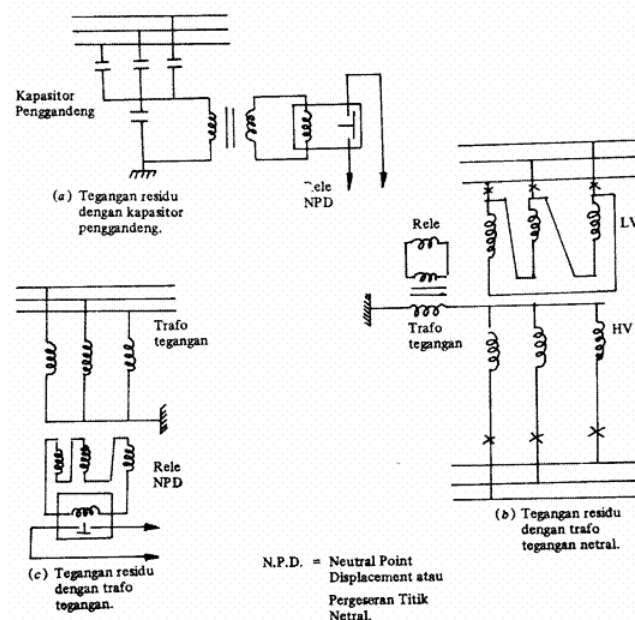 Kapasitor
Penggandeng
Rele
NPD
(a) Tegangan residu
dengan kapasitor
penggandeng.
LV
Rele
Trafo
tegangan
HV
Trafo
tegangan
Rele
NPD
(b) Tegangan residu
dengan trafo
tegangan netral.
(c) Tegangan residu
dengan trafo
tegangan.
N.P.D. = Neutral Point
Displacement atau
Pergeseran Titik
Netral.